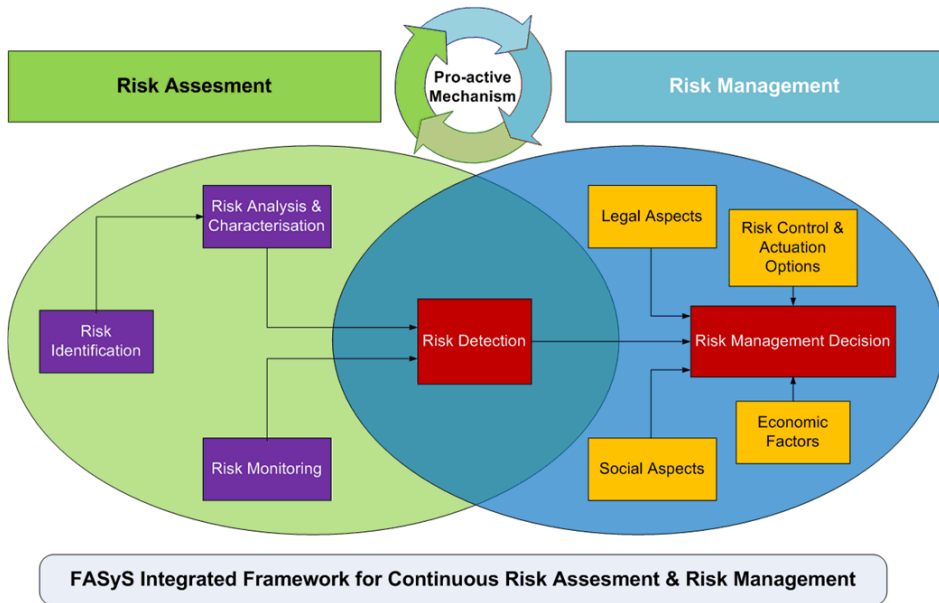 Risk Assesment
Pro-active
Mechanism
Risk Management
Risk Analysis &
Characterisation
Legal Aspects
Risk Control &
Actuation
Options
Risk
Identification
Risk Detection
Risk Management Decision
Risk Monitoring
Social Aspects
Economic
Factors
FASyS Integrated Framework for Continuous Risk Assesment & Risk Management